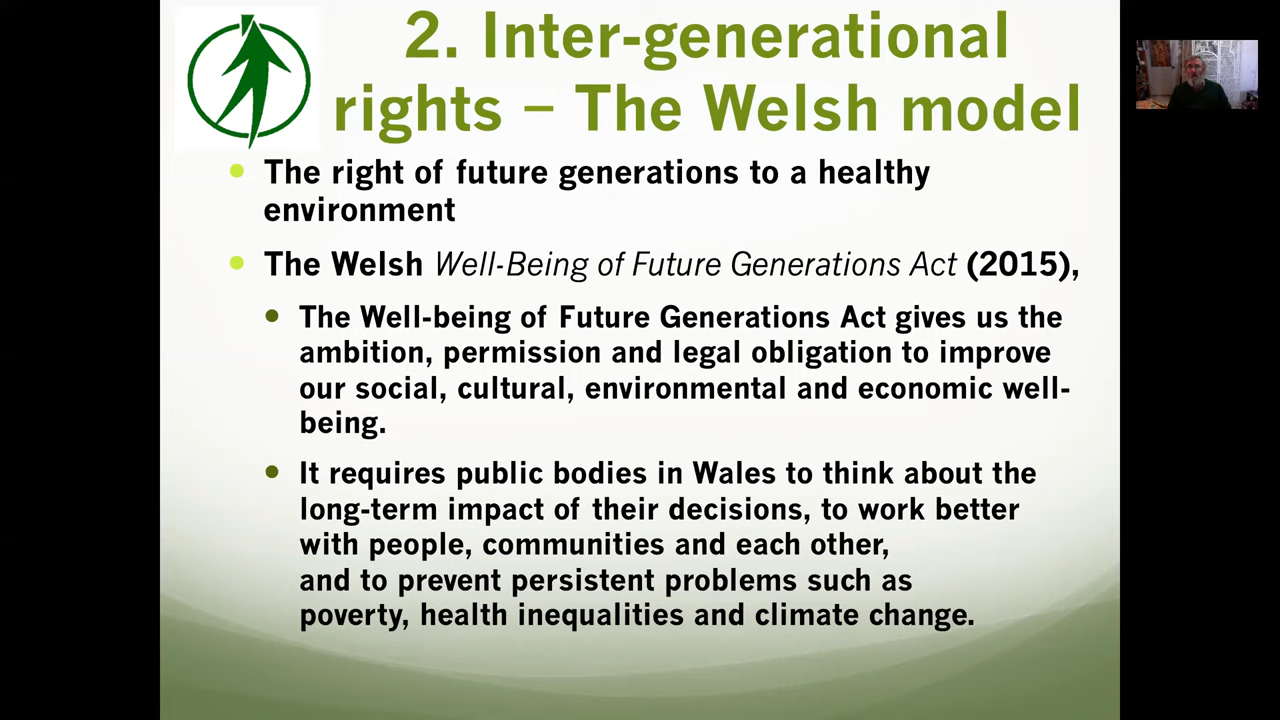 2. Inter-generational
rights – The Welsh model
• The right of future generations to a healthy
environment
• The Welsh Well-Being of Future Generations Act (2015),
• The Well-being of Future Generations Act gives us the
ambition, permission and legal obligation to improve
our social, cultural, environmental and economic well-
being.
• It requires public bodies in Wales to think about the
long-term impact of their decisions, to work better
with people, communities and each other,
and to prevent persistent problems such as
poverty, health inequalities and climate change.